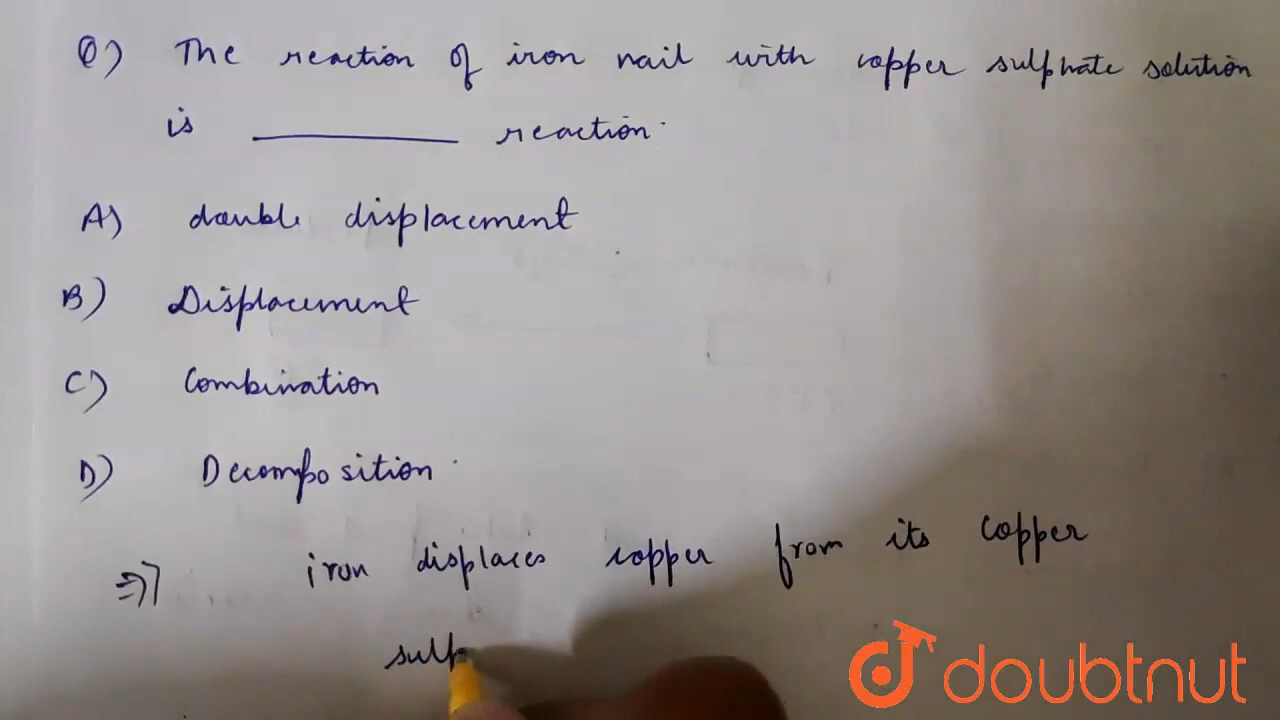 Q) The reaction of iron nail with copper sulphate solution
is ________ reaction.
A) double displacement
B) Displacement
C) Combination
D) Decomposition.
=>> iron displaces copper from its copper
sulp
doubtnut